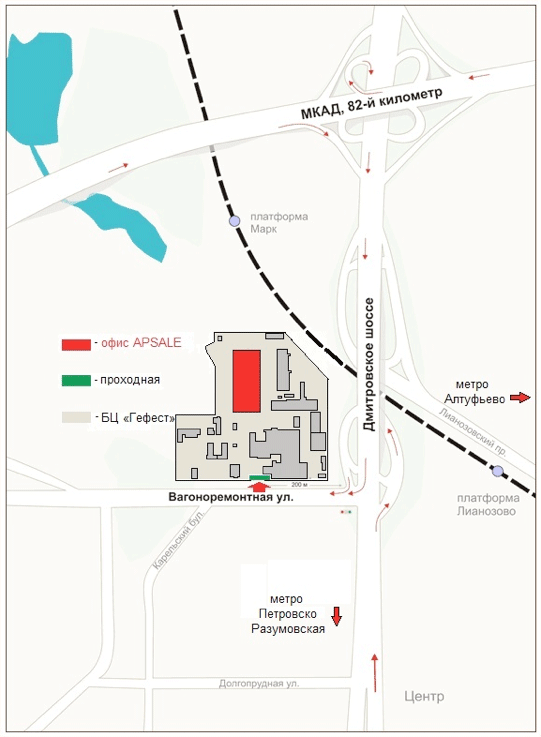 МКАД, 82-й километр
платформа
Марк
Дмитровское шоссе
- офис APSALE
- проходная
- БЦ «Гефест»
метро
Алтуфьево
Лианозовский пр.
платформа
Лианозово
200 м
Вагоноремонтная ул.
Карельский бул.
метро
Петровско
Разумовская
Долгопрудная ул.
Центр